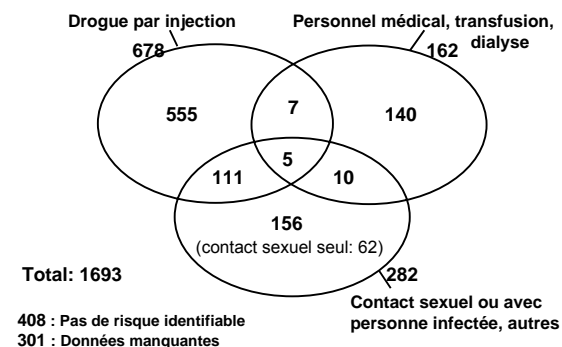 Drogue par injection
678
Personnel médical, transfusion,
dialyse
162
555
7
140
5
111
10
156
(contact sexuel seul: 62)
Total: 1693
282
Contact sexuel ou avec
personne infectée, autres
408 : Pas de risque identifiable
301 : Données manquantes